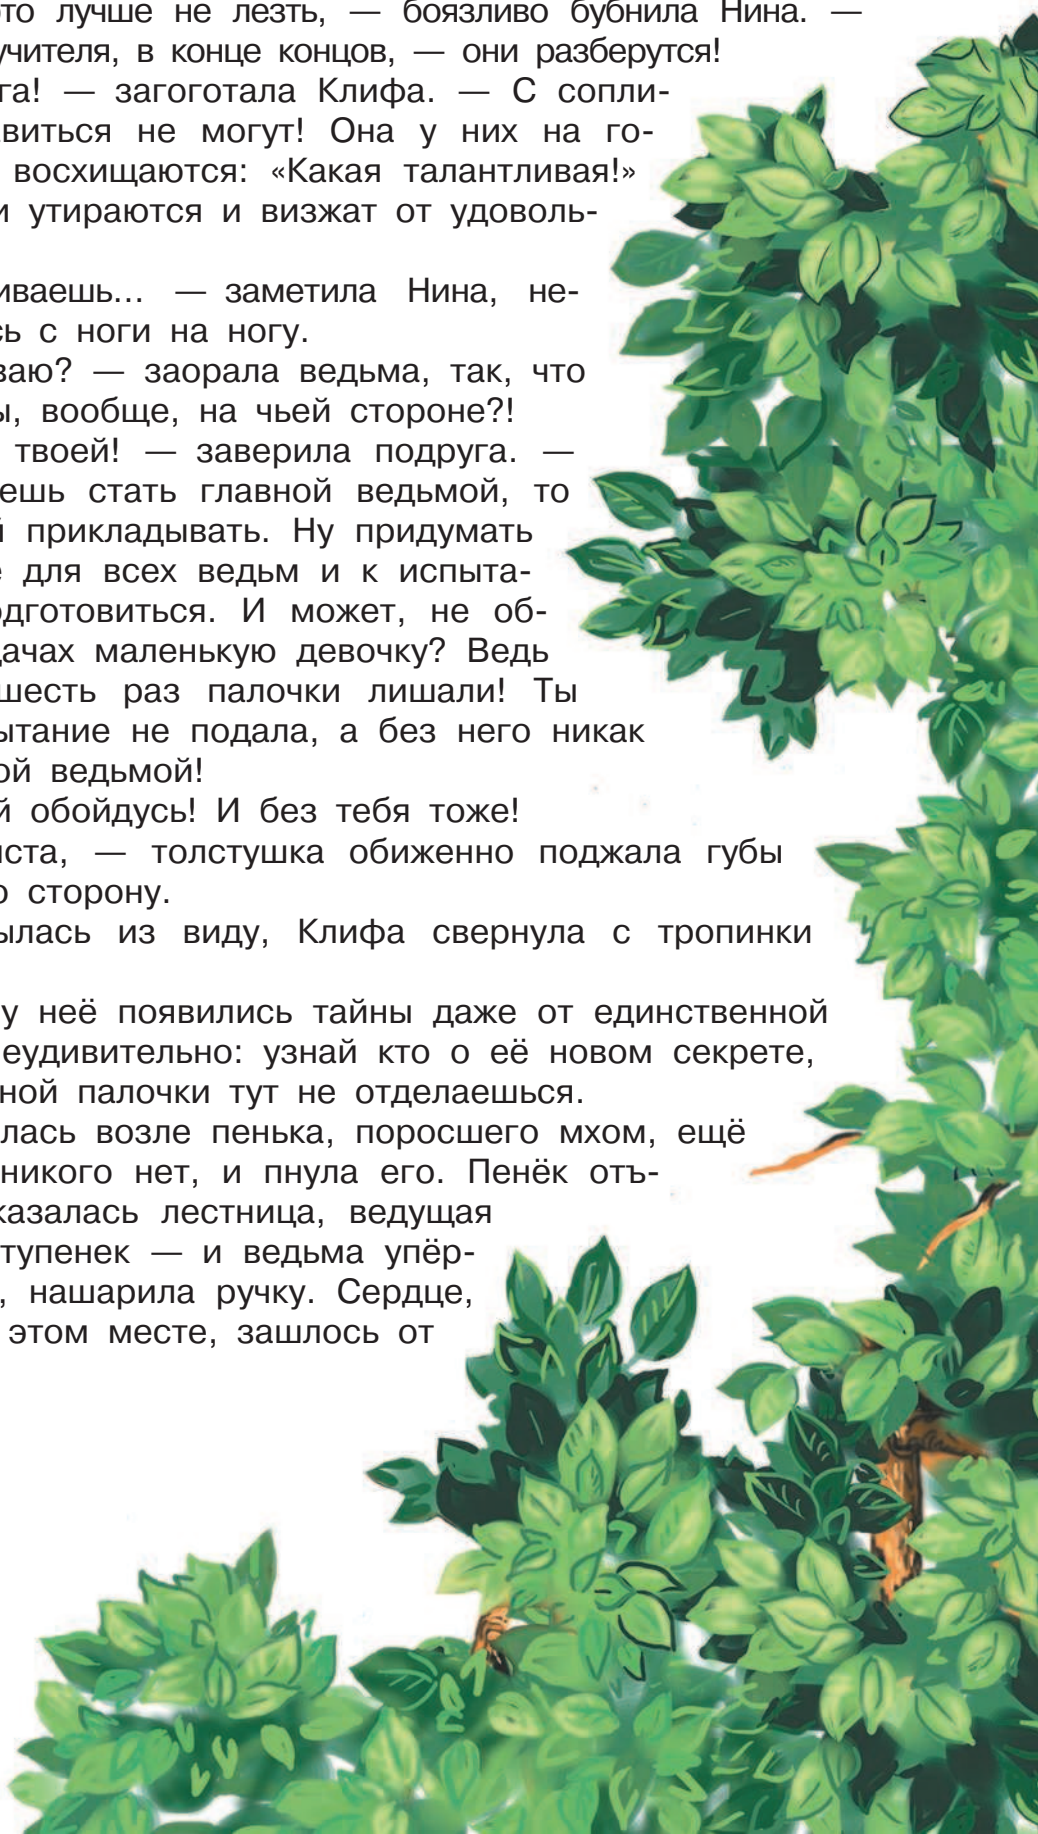 это лучше не лезть, — боязливо бубнила Нина. —
учителя, в конце концов, — они разберутся!
га! — загоготала Клифа. — С сопли-
авиться не могут! Она у них на го-
восхищаются: «Какая талантливая!»
и утираются и визжат от удоволь-
иваешь... — заметила Нина, не-
сь с ноги на ногу.
ваю? — заорала ведьма, так, что
ы, вообще, на чьей стороне?!
твоей! — заверила подруга. —
ешь стать главной ведьмой, то
й прикладывать. Ну придумать
е для всех ведьм и к испыта-
одготовиться. И может, не об-
дачах маленькую девочку? Ведь
шесть раз палочки лишали! Ты
ытание не подала, а без него никак
ой ведьмой!
й обойдусь! И без тебя тоже!
иста, — толстушка обиженно поджала губы
ю сторону.
ылась из виду, Клифа свернула с тропинки
у неё появились тайны даже от единственной
еудивительно: узнай кто о её новом секрете,
ной палочки тут не отделаешься.
лась возле пенька, поросшего мхом, ещё
никого нет, и пнула его. Пенёк отъ-
казалась лестница, ведущая
тупенек — и ведьма упёр-
, нашарила ручку. Сердце,
этом месте, зашлось от